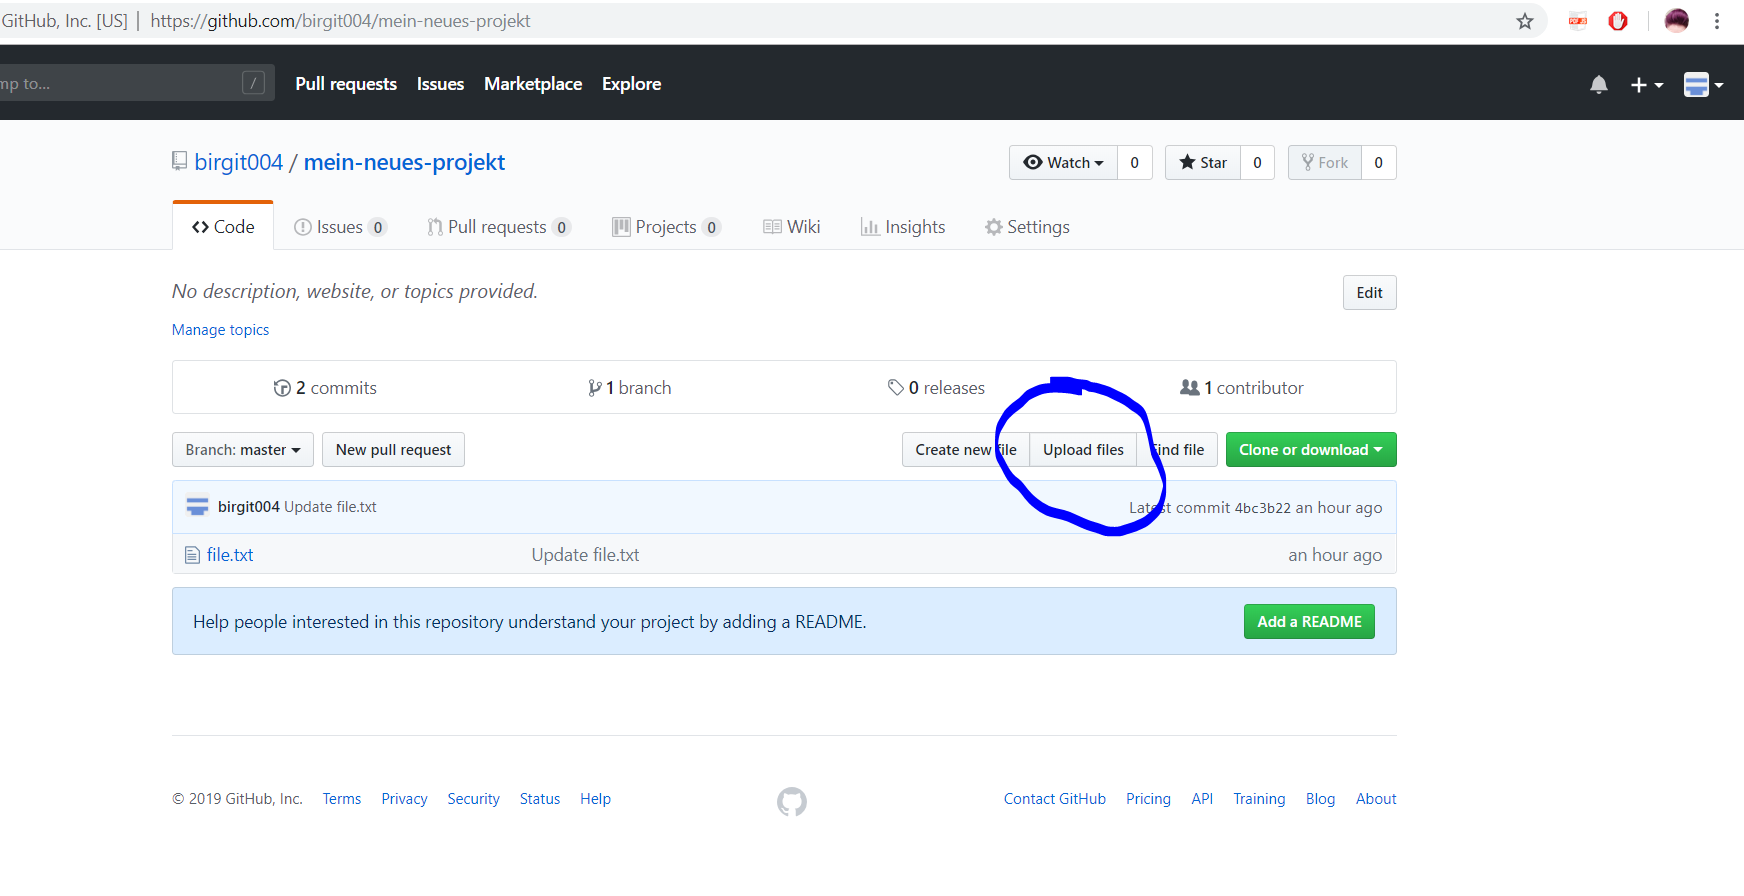 GitHub, Inc. [US] | https://github.com/birgit004/mein-neues-projekt
mp to... / Pull requests Issues Marketplace Explore
birgit004 / mein-neues-projekt Watch 0 Star 0 Fork 0
Code Issues 0 Pull requests 0 Projects 0 Wiki Insights Settings
No description, website, or topics provided. Edit
Manage topics
2 commits 1 branch 0 releases 1 contributor
Branch: master New pull request Create new file Upload files Find file Clone or download
birgit004 Update file.txt Latest commit 4bc3b22 an hour ago
file.txt Update file.txt an hour ago
Help people interested in this repository understand your project by adding a README. Add a README
© 2019 GitHub, Inc. Terms Privacy Security Status Help Contact GitHub Pricing API Training Blog About